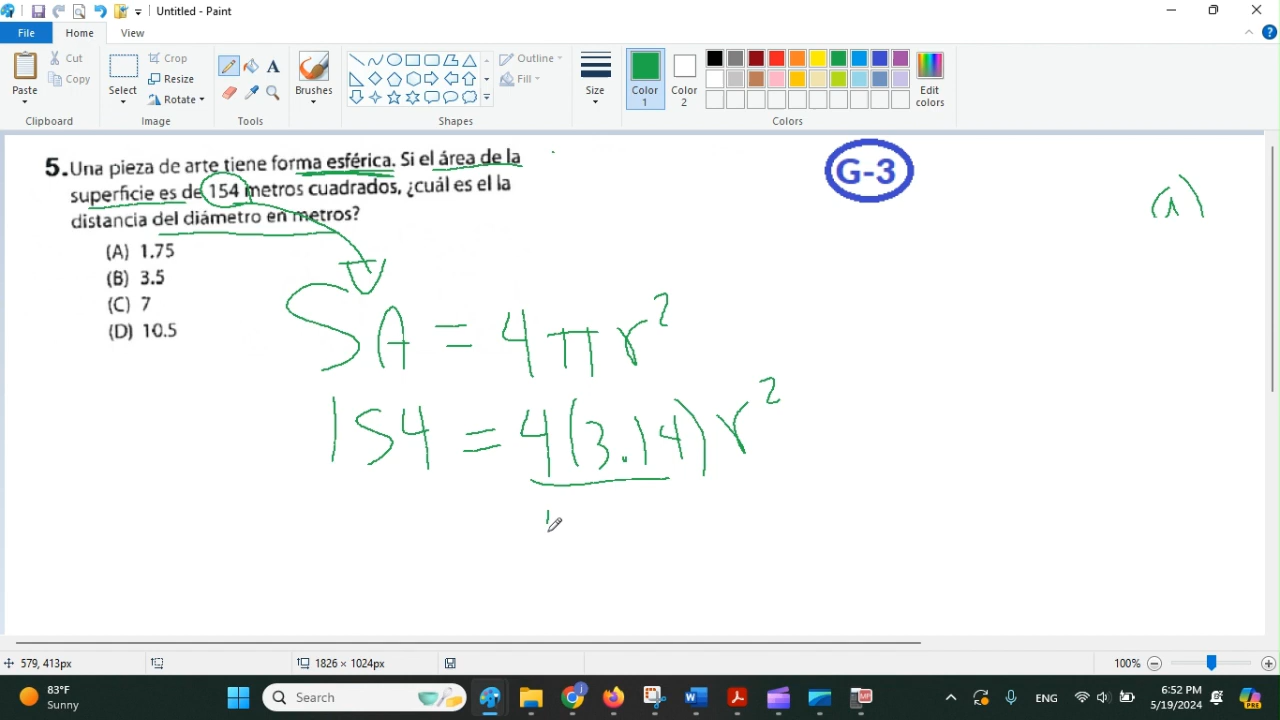 Untitled - Paint
File Home View
Paste Cut Copy
Clipboard
Select Crop Resize Rotate
Image
Tools
Brushes
Shapes
Outline
Fill
Size
Color 1
Color 2
Edit colors
Colors
5. Una pieza de arte tiene forma esférica. Si el área de la
superficie es de 154 metros cuadrados, ¿cuál es el la
distancia del diámetro en metros?
(A) 1.75
(B) 3.5
(C) 7
(D) 10.5
G-3
a)
SA = 4 π r²
154 = 4(3.14) r²
579, 413px
1826 × 1024px
100%
83°F
Sunny
Search
ENG
6:52 PM
5/19/2024